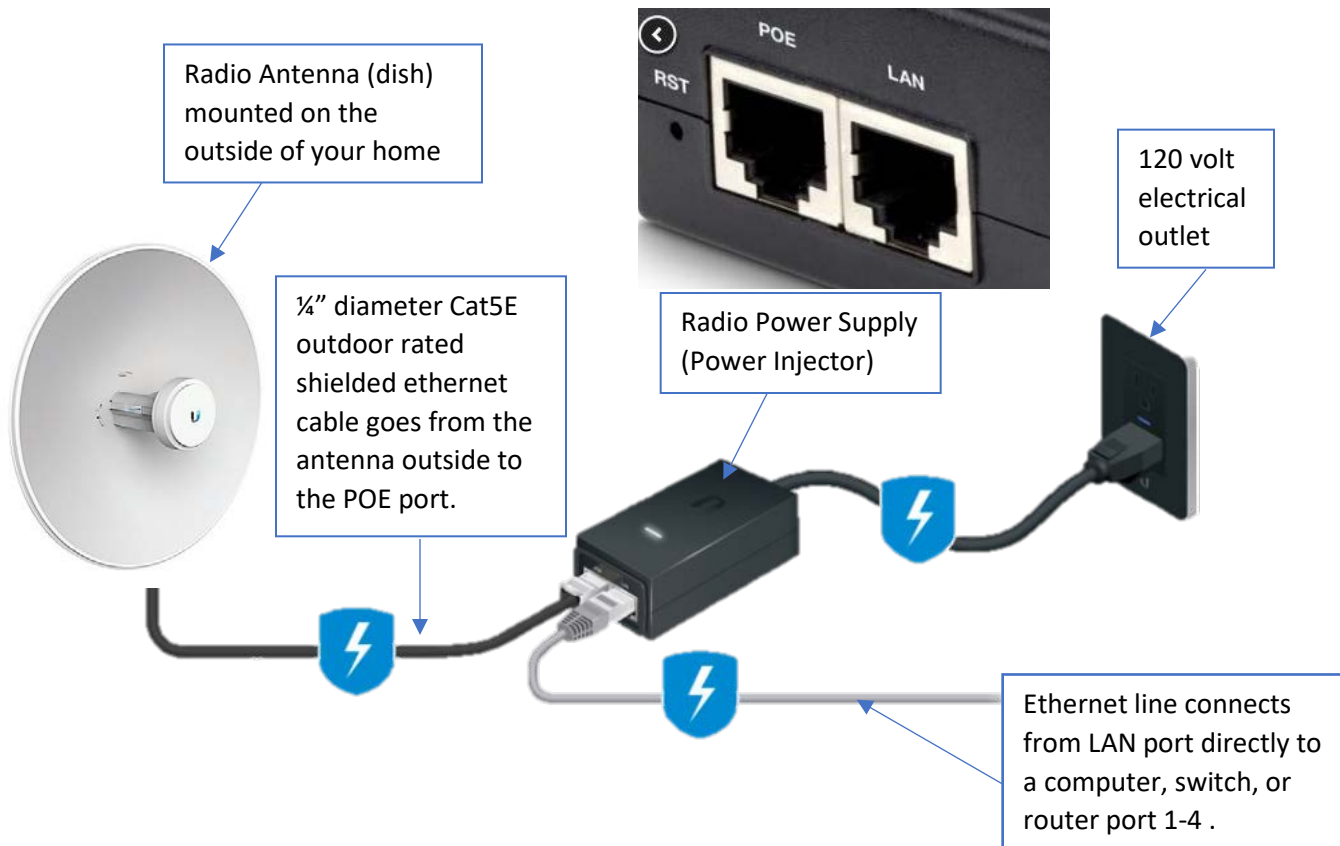 Radio Antenna (dish)
mounted on the
outside of your home
POE
LAN
RST
120 volt
electrical
outlet
¼” diameter Cat5E
outdoor rated
shielded ethernet
cable goes from the
antenna outside to
the POE port.
Radio Power Supply
(Power Injector)
Ethernet line connects
from LAN port directly to
a computer, switch, or
router port 1-4 .